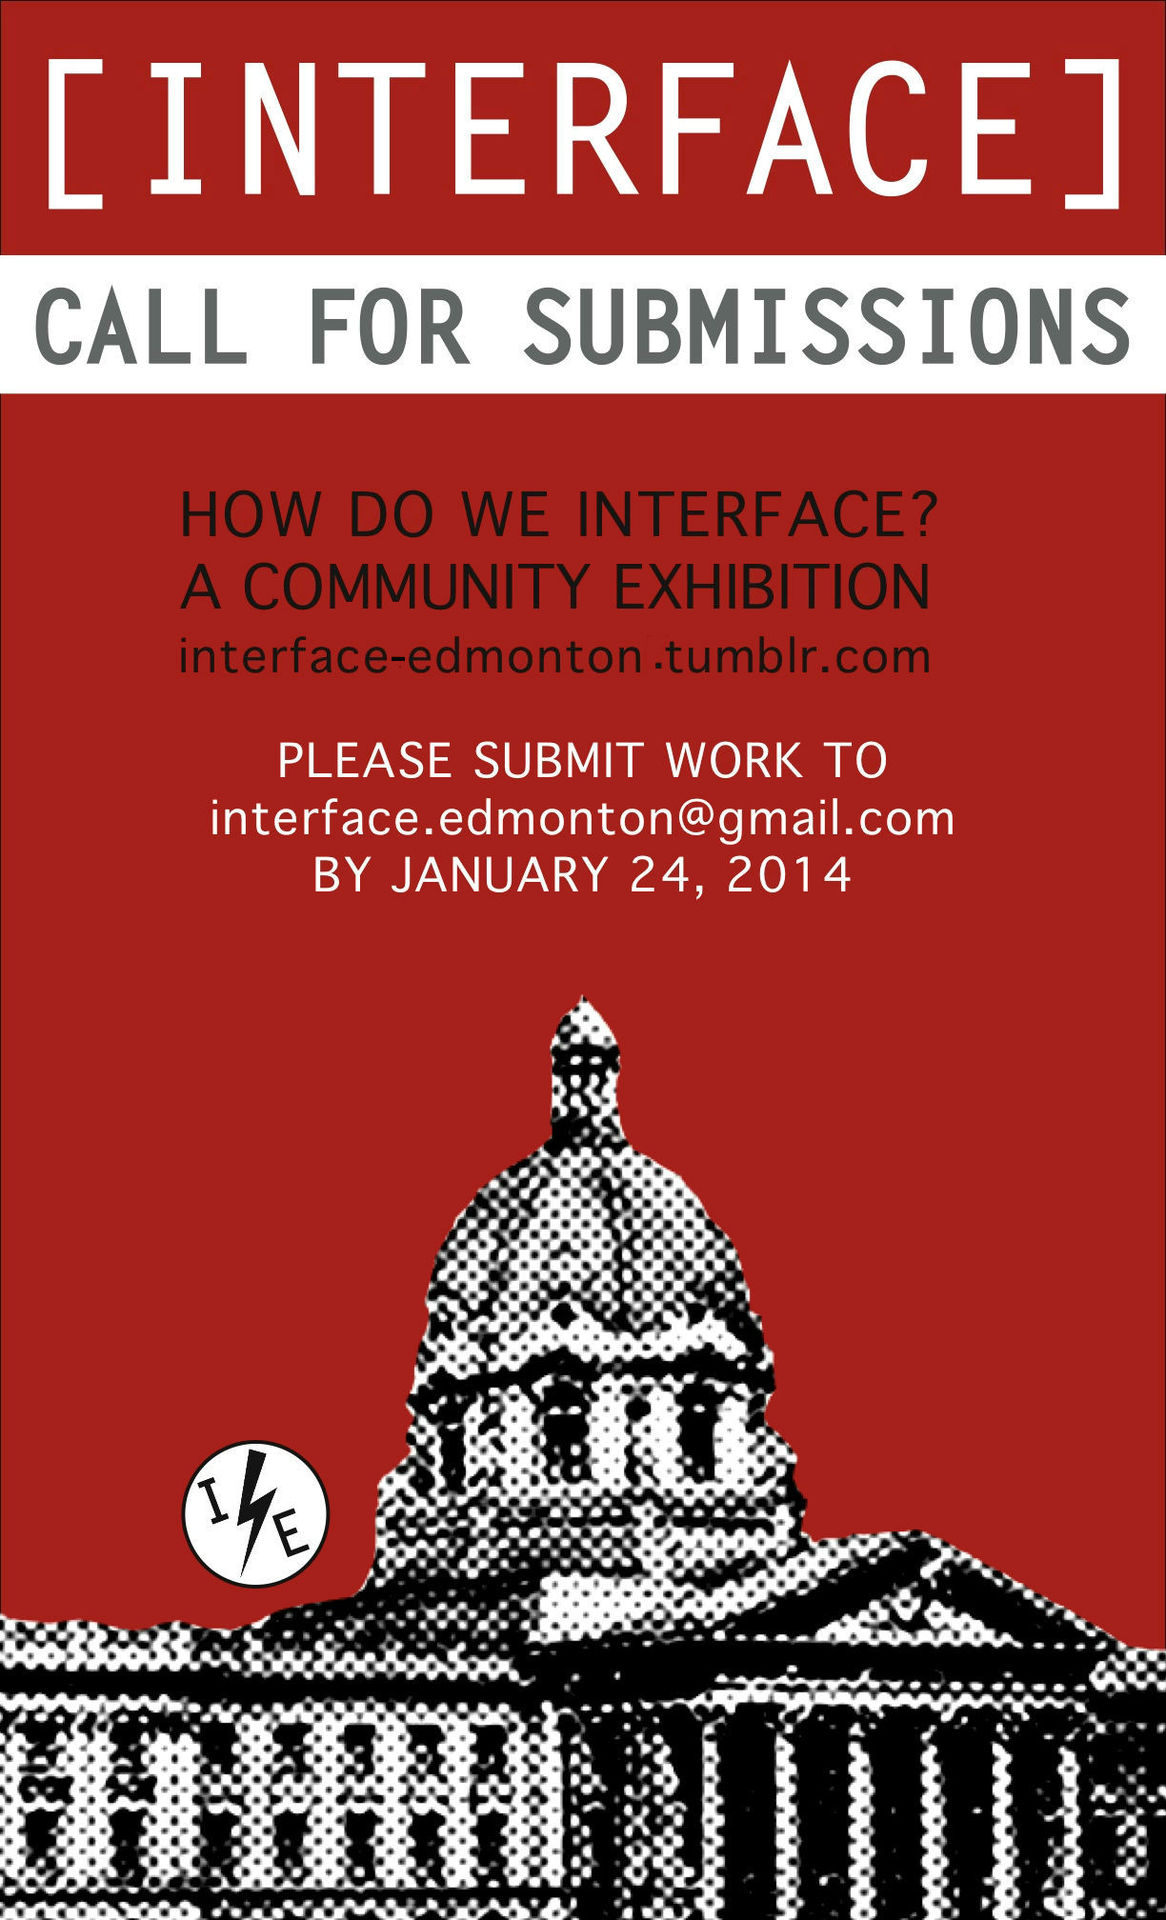 [INTERFACE]
CALL FOR SUBMISSIONS
HOW DO WE INTERFACE?
A COMMUNITY EXHIBITION
interface-edmonton.tumblr.com
PLEASE SUBMIT WORK TO
interface.edmonton@gmail.com
BY JANUARY 24, 2014
I E